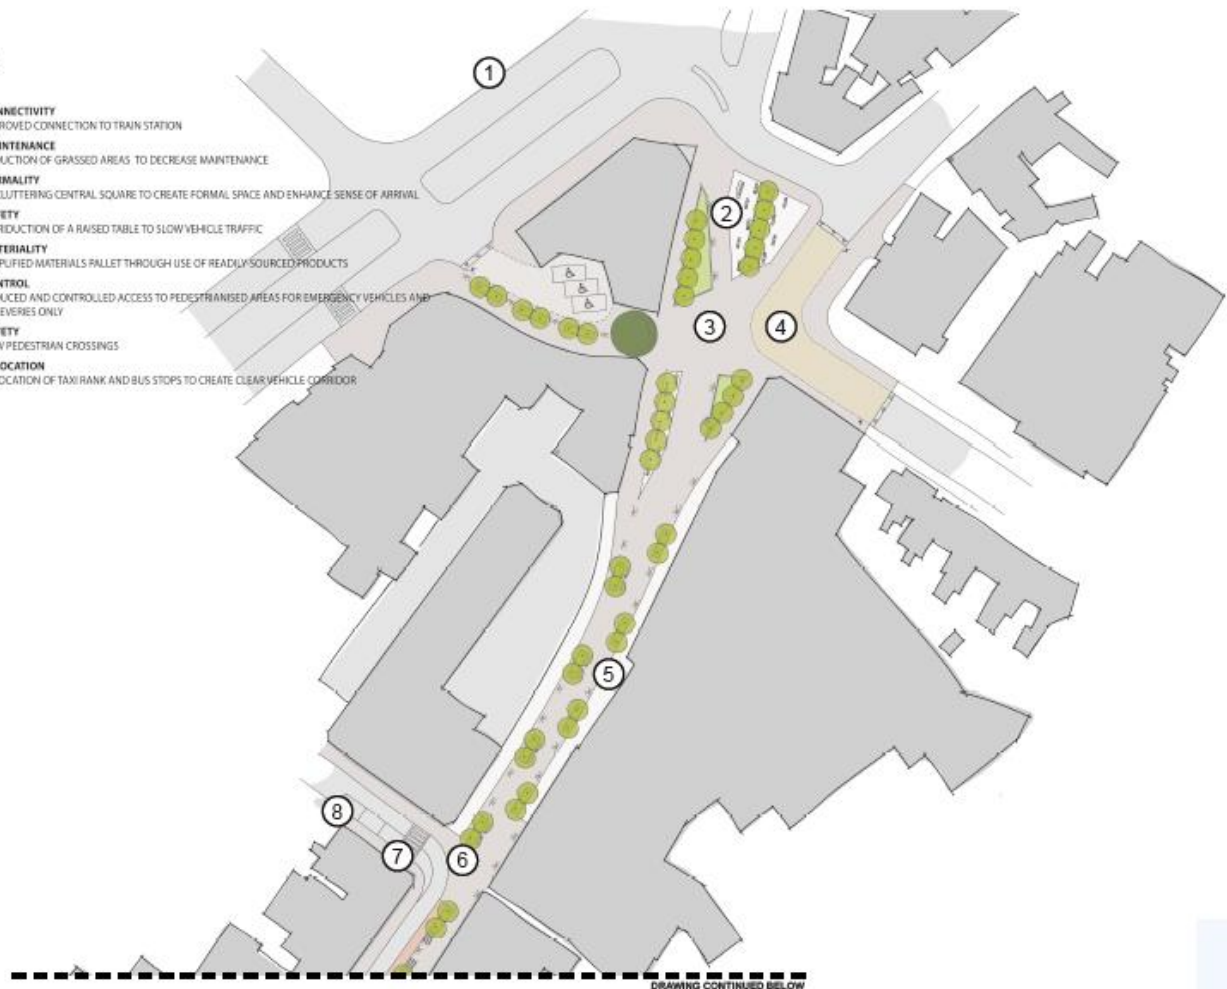 NNECTIVITY
ROVED CONNECTION TO TRAIN STATION
INTENANCE
UCTION OF GRASSED AREAS TO DECREASE MAINTENANCE
RMALITY
LUTTERING CENTRAL SQUARE TO CREATE FORMAL SPACE AND ENHANCE SENSE OF ARRIVAL
ETY
RIDUCTION OF A RAISED TABLE TO SLOW VEHICLE TRAFFIC
TERIALITY
PLIFIED MATERIALS PALLET THROUGH USE OF READILY-SOURCED PRODUCTS
NTROL
UCED AND CONTROLLED ACCESS TO PEDESTRIANISED AREAS FOR EMERGENCY VEHICLES AND
EVERIES ONLY
ETY
W PEDESTRIAN CROSSINGS
OCATION
OCATION OF TAXI RANK AND BUS STOPS TO CREATE CLEAR VEHICLE CORRIDOR
1
2
3
4
5
6
7
8
DRAWING CONTINUED BELOW